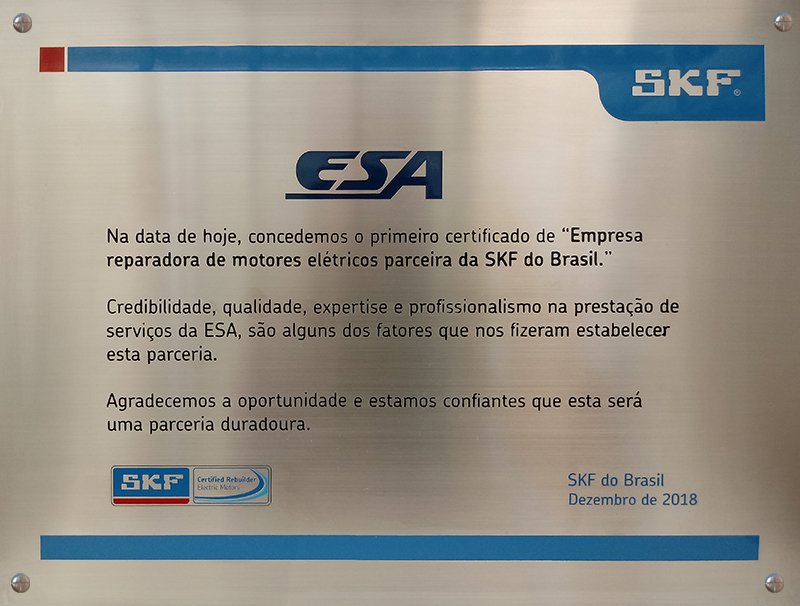 SKF®
ESA
Na data de hoje, concedemos o primeiro certificado de “Empresa
reparadora de motores elétricos parceira da SKF do Brasil.”
Credibilidade, qualidade, expertise e profissionalismo na prestação de
serviços da ESA, são alguns dos fatores que nos fizeram estabelecer
esta parceria.
Agradecemos a oportunidade e estamos confiantes que esta será
uma parceria duradoura.
SKF
Certified Rebuilder
Electric Motors
SKF do Brasil
Dezembro de 2018